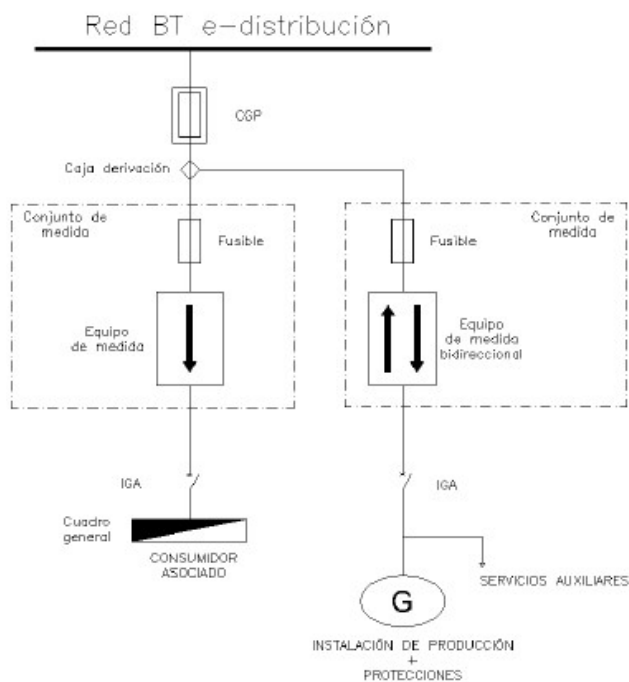 Red BT e-distribución
CGP
Caja derivación
Conjunto de
medida
Fusible
Equipo
de medida
Conjunto de
medida
Fusible
Equipo
de medida
bidireccional
IGA
Cuadro
general
CONSUMIDOR
ASOCIADO
IGA
SERVICIOS AUXILIARES
G
INSTALACIÓN DE PRODUCCIÓN
+
PROTECCIONES